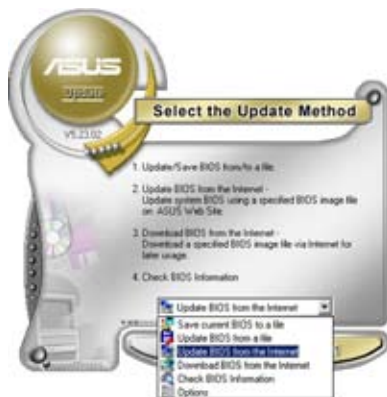 ASUS
Update
V5.23.02
Select the Update Method
1. Update/Save BIOS from/to a file.
2. Update BIOS from the Internet -
Update system BIOS using a specified BIOS image file
on ASUS Web Site.
3. Download BIOS from the Internet -
Download a specified BIOS image file via Internet for
later usage.
4. Check BIOS Information
Update BIOS from the Internet
Save current BIOS to a file
Update BIOS from a file
Update BIOS from the Internet
Download BIOS from the Internet
Check BIOS Information
Options